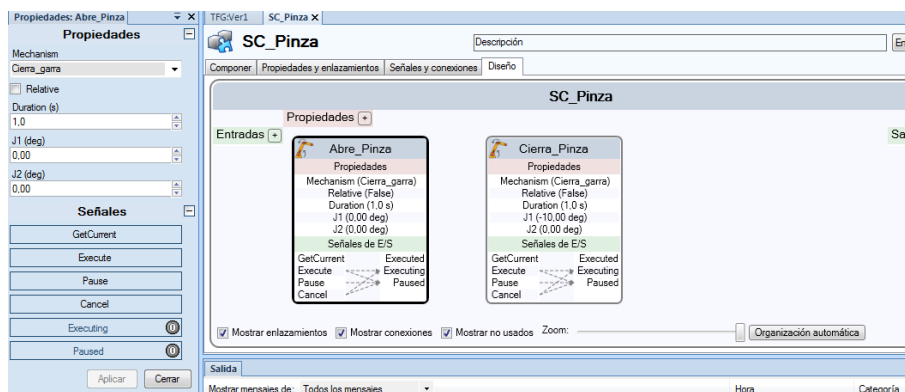 Propiedades: Abre_Pinza
Propiedades
Mechanism
Cierra_garra
Relative
Duration (s)
1,0
J1 (deg)
0,00
J2 (deg)
0,00
Señales
GetCurrent
Execute
Pause
Cancel
Executing
Paused
Aplicar Cerrar
TFG:Ver1 SC_Pinza
SC_Pinza
Descripción
En
Componer Propiedades y enlazamientos Señales y conexiones Diseño
SC_Pinza
Propiedades +
Entradas +
Sa
Abre_Pinza
Propiedades
Mechanism (Cierra_garra)
Relative (False)
Duration (1,0 s)
J1 (0,00 deg)
J2 (0,00 deg)
Señales de E/S
GetCurrent Executed
Execute Executing
Pause Paused
Cancel
Cierra_Pinza
Propiedades
Mechanism (Cierra_garra)
Relative (False)
Duration (1,0 s)
J1 (-10,00 deg)
J2 (0,00 deg)
Señales de E/S
GetCurrent Executed
Execute Executing
Pause Paused
Cancel
Mostrar enlazamientos Mostrar conexiones Mostrar no usados Zoom: Organización automática
Salida
Mostrar mensajes de: Todos los mensajes Hora Categoría